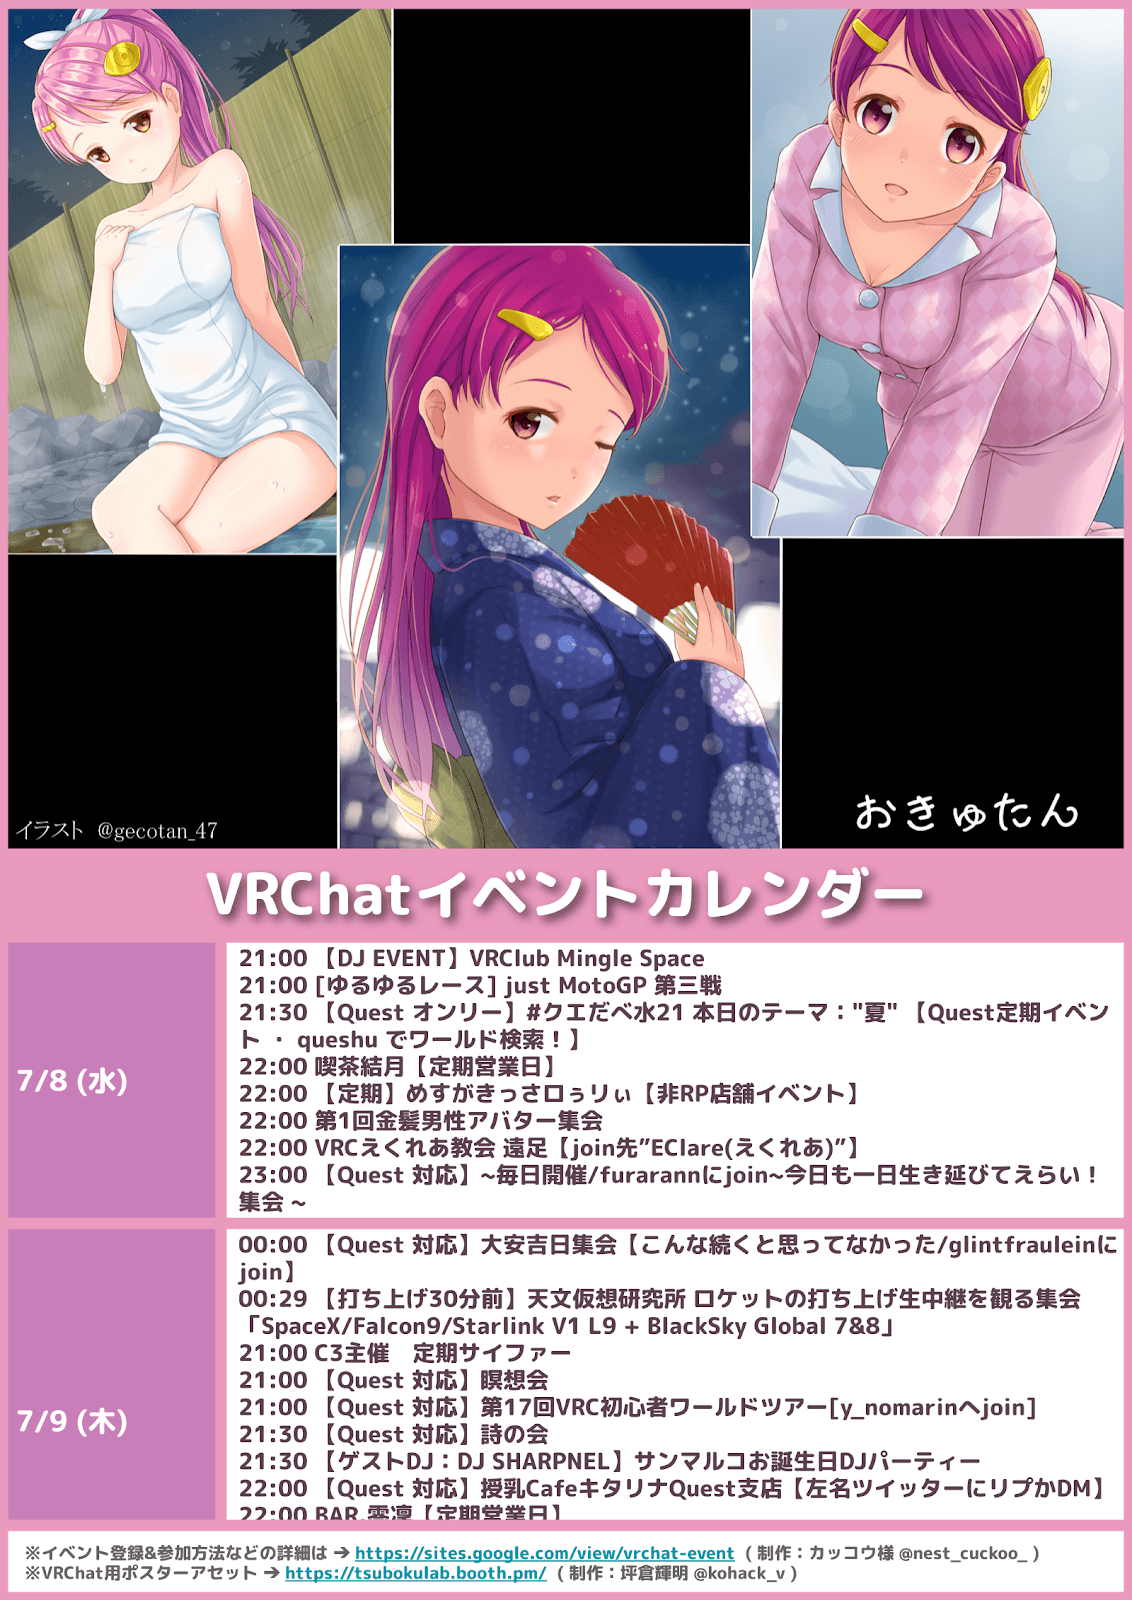 イラスト @gecotan_47
おきゅたん
VRChatイベントカレンダー
7/8 (水)
21:00 【DJ EVENT】VRClub Mingle Space
21:00 [ゆるゆるレース] just MotoGP 第三戦
21:30 【Quest オンリー】#クエだべ水21 本日のテーマ："夏" 【Quest定期イベン
ト ・ queshu でワールド検索！】
22:00 喫茶結月【定期営業日】
22:00 【定期】めすがきっさロぅリぃ【非RP店舗イベント】
22:00 第1回金髪男性アバター集会
22:00 VRCえくれあ教会 遠足【join先”EClare(えくれあ)”】
23:00 【Quest 対応】~毎日開催/furarannにjoin~今日も一日生き延びてえらい！
集会 ~
7/9 (木)
00:00 【Quest 対応】大安吉日集会【こんな続くと思ってなかった/glintfrauleinに
join】
00:29 【打ち上げ30分前】天文仮想研究所 ロケットの打ち上げ生中継を観る集会
「SpaceX/Falcon9/Starlink V1 L9 + BlackSky Global 7&8」
21:00 C3主催　定期サイファー
21:00 【Quest 対応】瞑想会
21:00 【Quest 対応】第17回VRC初心者ワールドツアー[y_nomarinへjoin]
21:30 【Quest 対応】詩の会
21:30 【ゲストDJ：DJ SHARPNEL】サンマルコお誕生日DJパーティー
22:00 【Quest 対応】授乳CafeキタリナQuest支店【左名ツイッターにリプかDM】
22:00 BAR.零凛【定期営業日】
※イベント登録&参加方法などの詳細は ➔ https://sites.google.com/view/vrchat-event ( 制作：カッコウ様 @nest_cuckoo_ )
※VRChat用ポスターアセット ➔ https://tsubokulab.booth.pm/ ( 制作：坪倉輝明 @kohack_v )